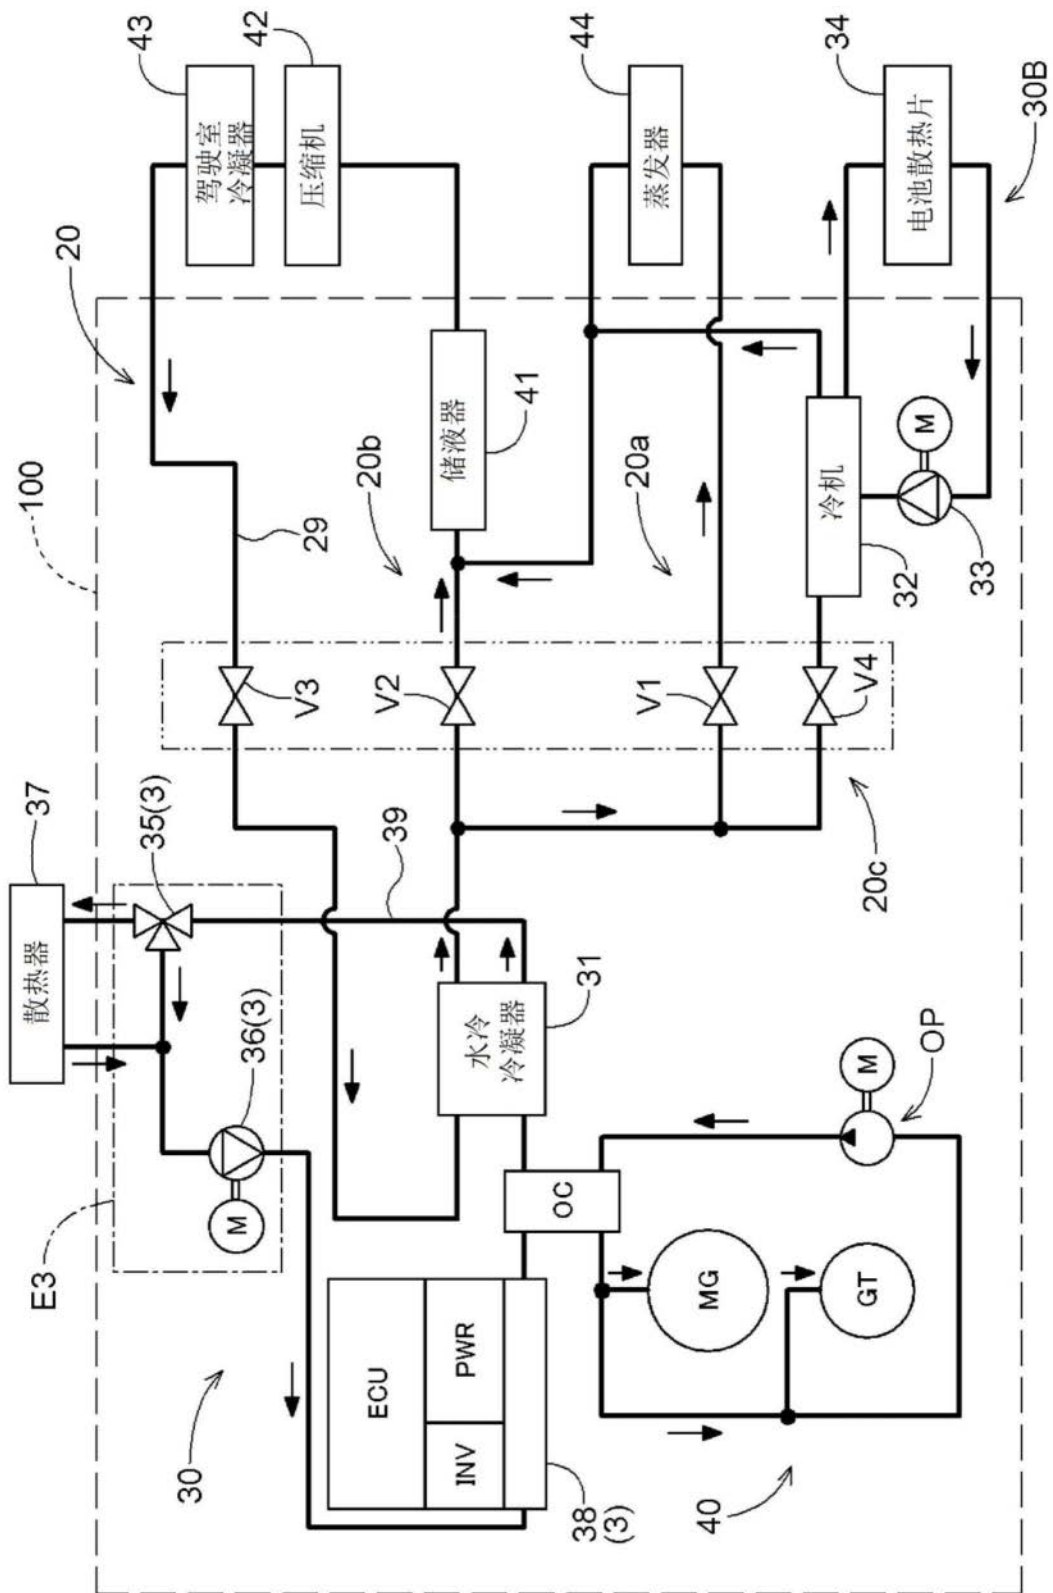 E3
37
散热器
100
20
43
42
30
36(3)
35(3)
M
驾驶室
冷凝器
压缩机
29
V3
ECU
INV
PWR
39
V2
20b
储液器
41
水冷
冷凝器
31
OC
38
(3)
44
蒸发器
20a
V1
40
MG
GT
M
OP
20c
V4
冷机
32
33
M
34
电池散热片
30B